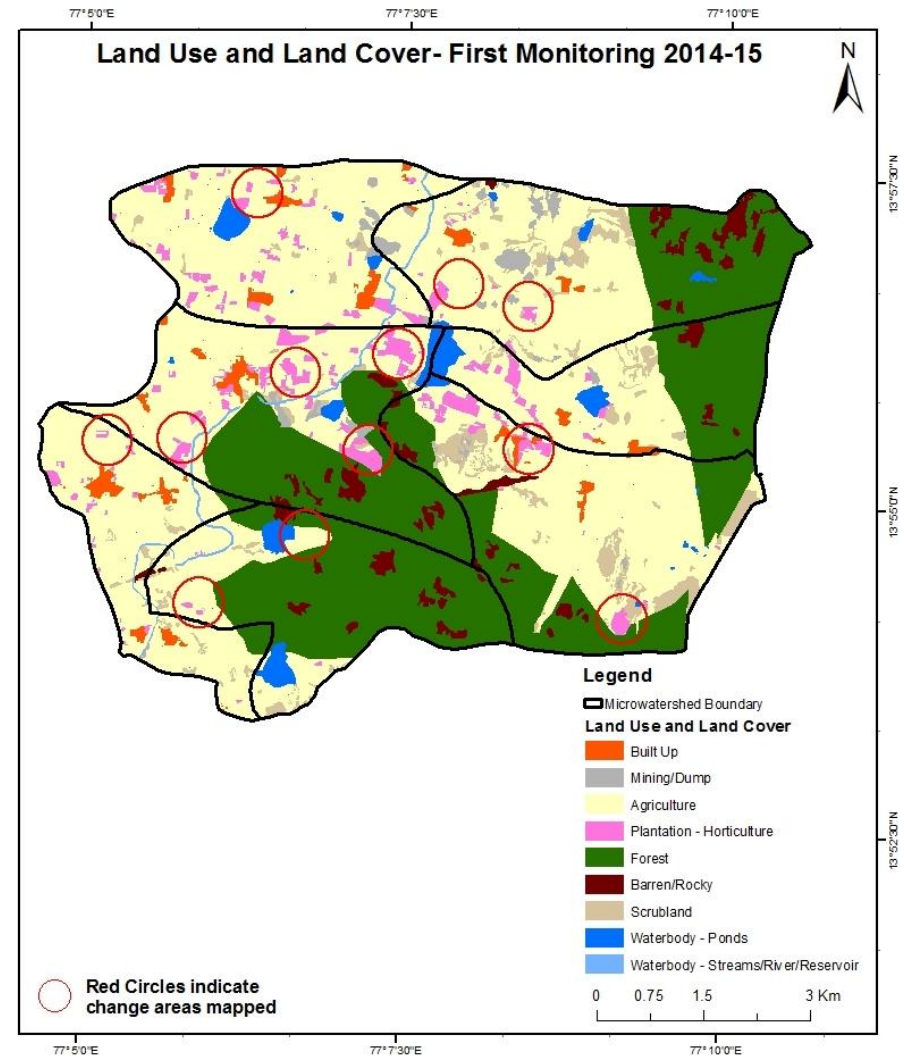 77°5'0"E 77°7'30"E 77°10'0"E
Land Use and Land Cover- First Monitoring 2014-15
N
13°57'30"N
13°55'0"N
Legend
Microwatershed Boundary
Land Use and Land Cover
Built Up
Mining/Dump
Agriculture
Plantation - Horticulture
13°52'30"N
Forest
Barren/Rocky
Scrubland
Waterbody - Ponds
Waterbody - Streams/River/Reservoir
Red Circles indicate
change areas mapped
0 0.75 1.5 3 Km
77°5'0"E 77°7'30"E 77°10'0"E